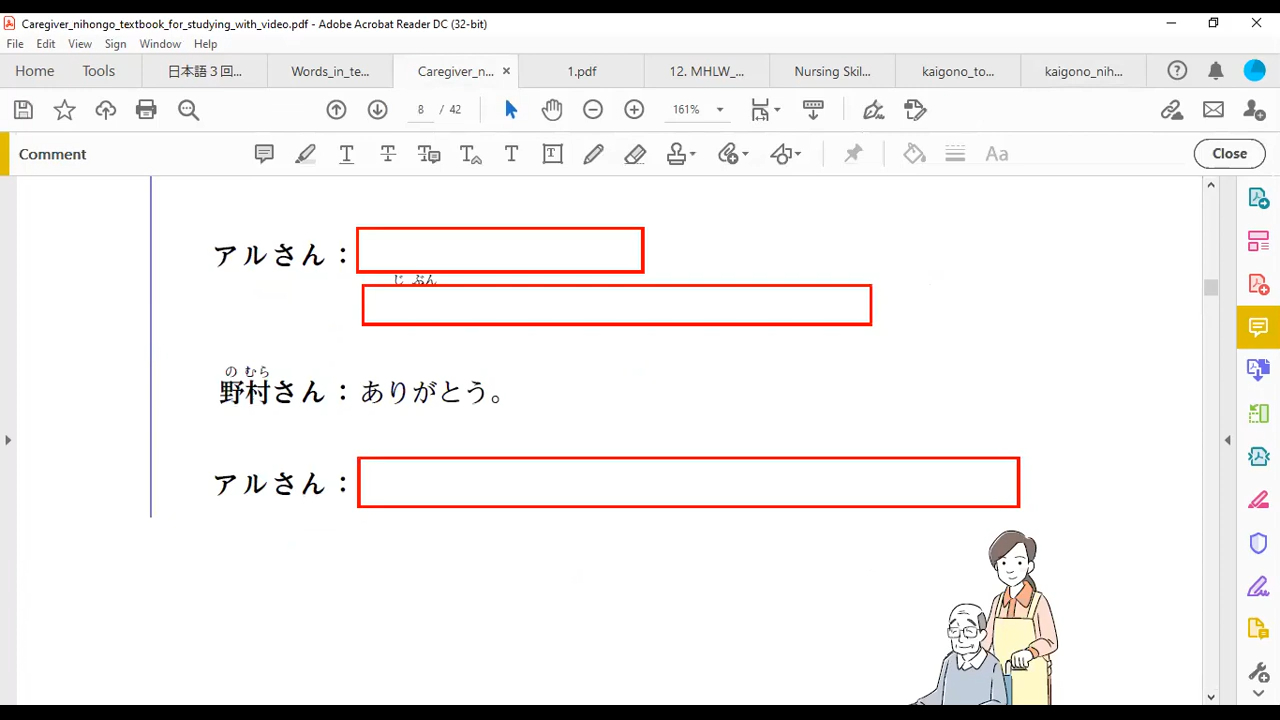 Caregiver_nihongo_textbook_for_studying_with_video.pdf - Adobe Acrobat Reader DC (32-bit)
File Edit View Sign Window Help
Home Tools 日本語３回... Words_in_te... Caregiver_n... × 1.pdf 12. MHLW_... Nursing Skil... kaigono_to... kaigono_nih...
8 / 42 161%
Comment Close
アルさん：
じ ぶん
の むら
野村さん：ありがとう。
アルさん：